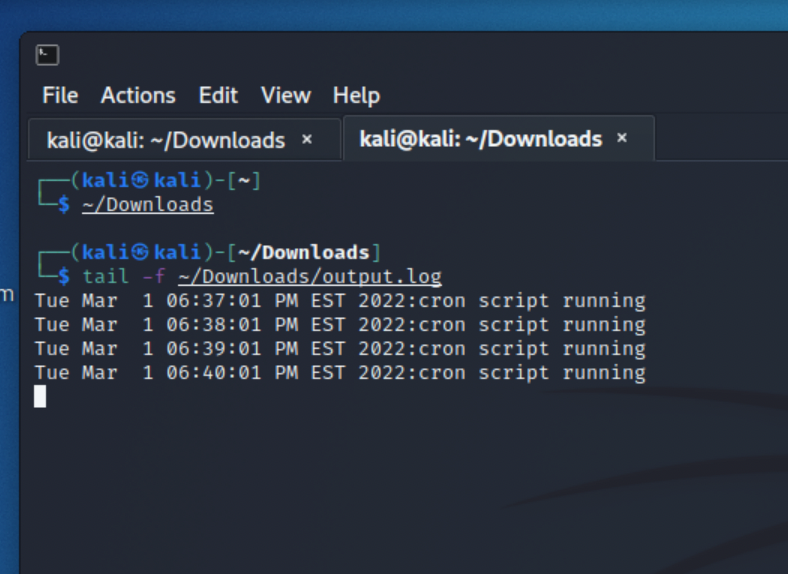 File Actions Edit View Help
kali@kali: ~/Downloads × kali@kali: ~/Downloads ×
┌──(kali㉿kali)-[~]
└─$ ~/Downloads
┌──(kali㉿kali)-[~/Downloads]
└─$ tail -f ~/Downloads/output.log
m
Tue Mar  1 06:37:01 PM EST 2022:cron script running
Tue Mar  1 06:38:01 PM EST 2022:cron script running
Tue Mar  1 06:39:01 PM EST 2022:cron script running
Tue Mar  1 06:40:01 PM EST 2022:cron script running